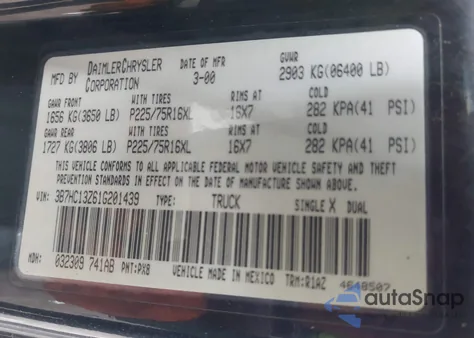 MFD BY DAIMLERCHRYSLER CORPORATION DATE OF MFR 3-00 GVWR 2903 KG(06400 LB)
GAWR FRONT WITH TIRES RIMS AT COLD
1656 KG(3650 LB) P225/75R16XL 16X7 282 KPA(41 PSI)
GAWR REAR WITH TIRES RIMS AT COLD
1727 KG(3806 LB) P225/75R16XL 16X7 282 KPA(41 PSI)
THIS VEHICLE CONFORMS TO ALL APPLICABLE FEDERAL MOTOR VEHICLE SAFETY AND THEFT
PREVENTION STANDARDS IN EFFECT ON THE DATE OF MANUFACTURE SHOWN ABOVE.
VIN: 3B7HC13Z61G201439 TYPE: TRUCK SINGLE X DUAL
MDH: 032309 741AB PNT:PX8 VEHICLE MADE IN MEXICO TRM:R1AZ 4648507
autoSnap